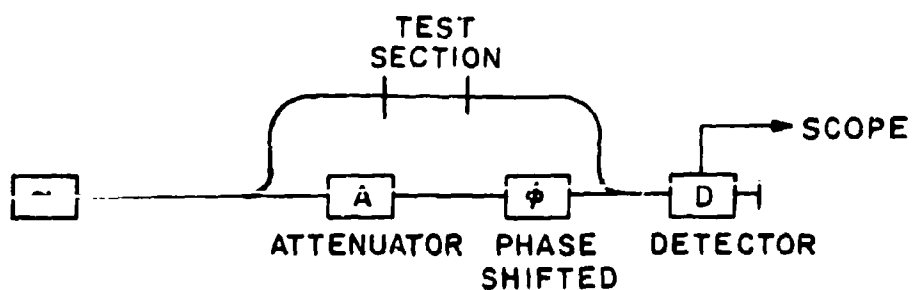 TEST
SECTION
SCOPE
~
A
φ
D
ATTENUATOR
PHASE
SHIFTED
DETECTOR